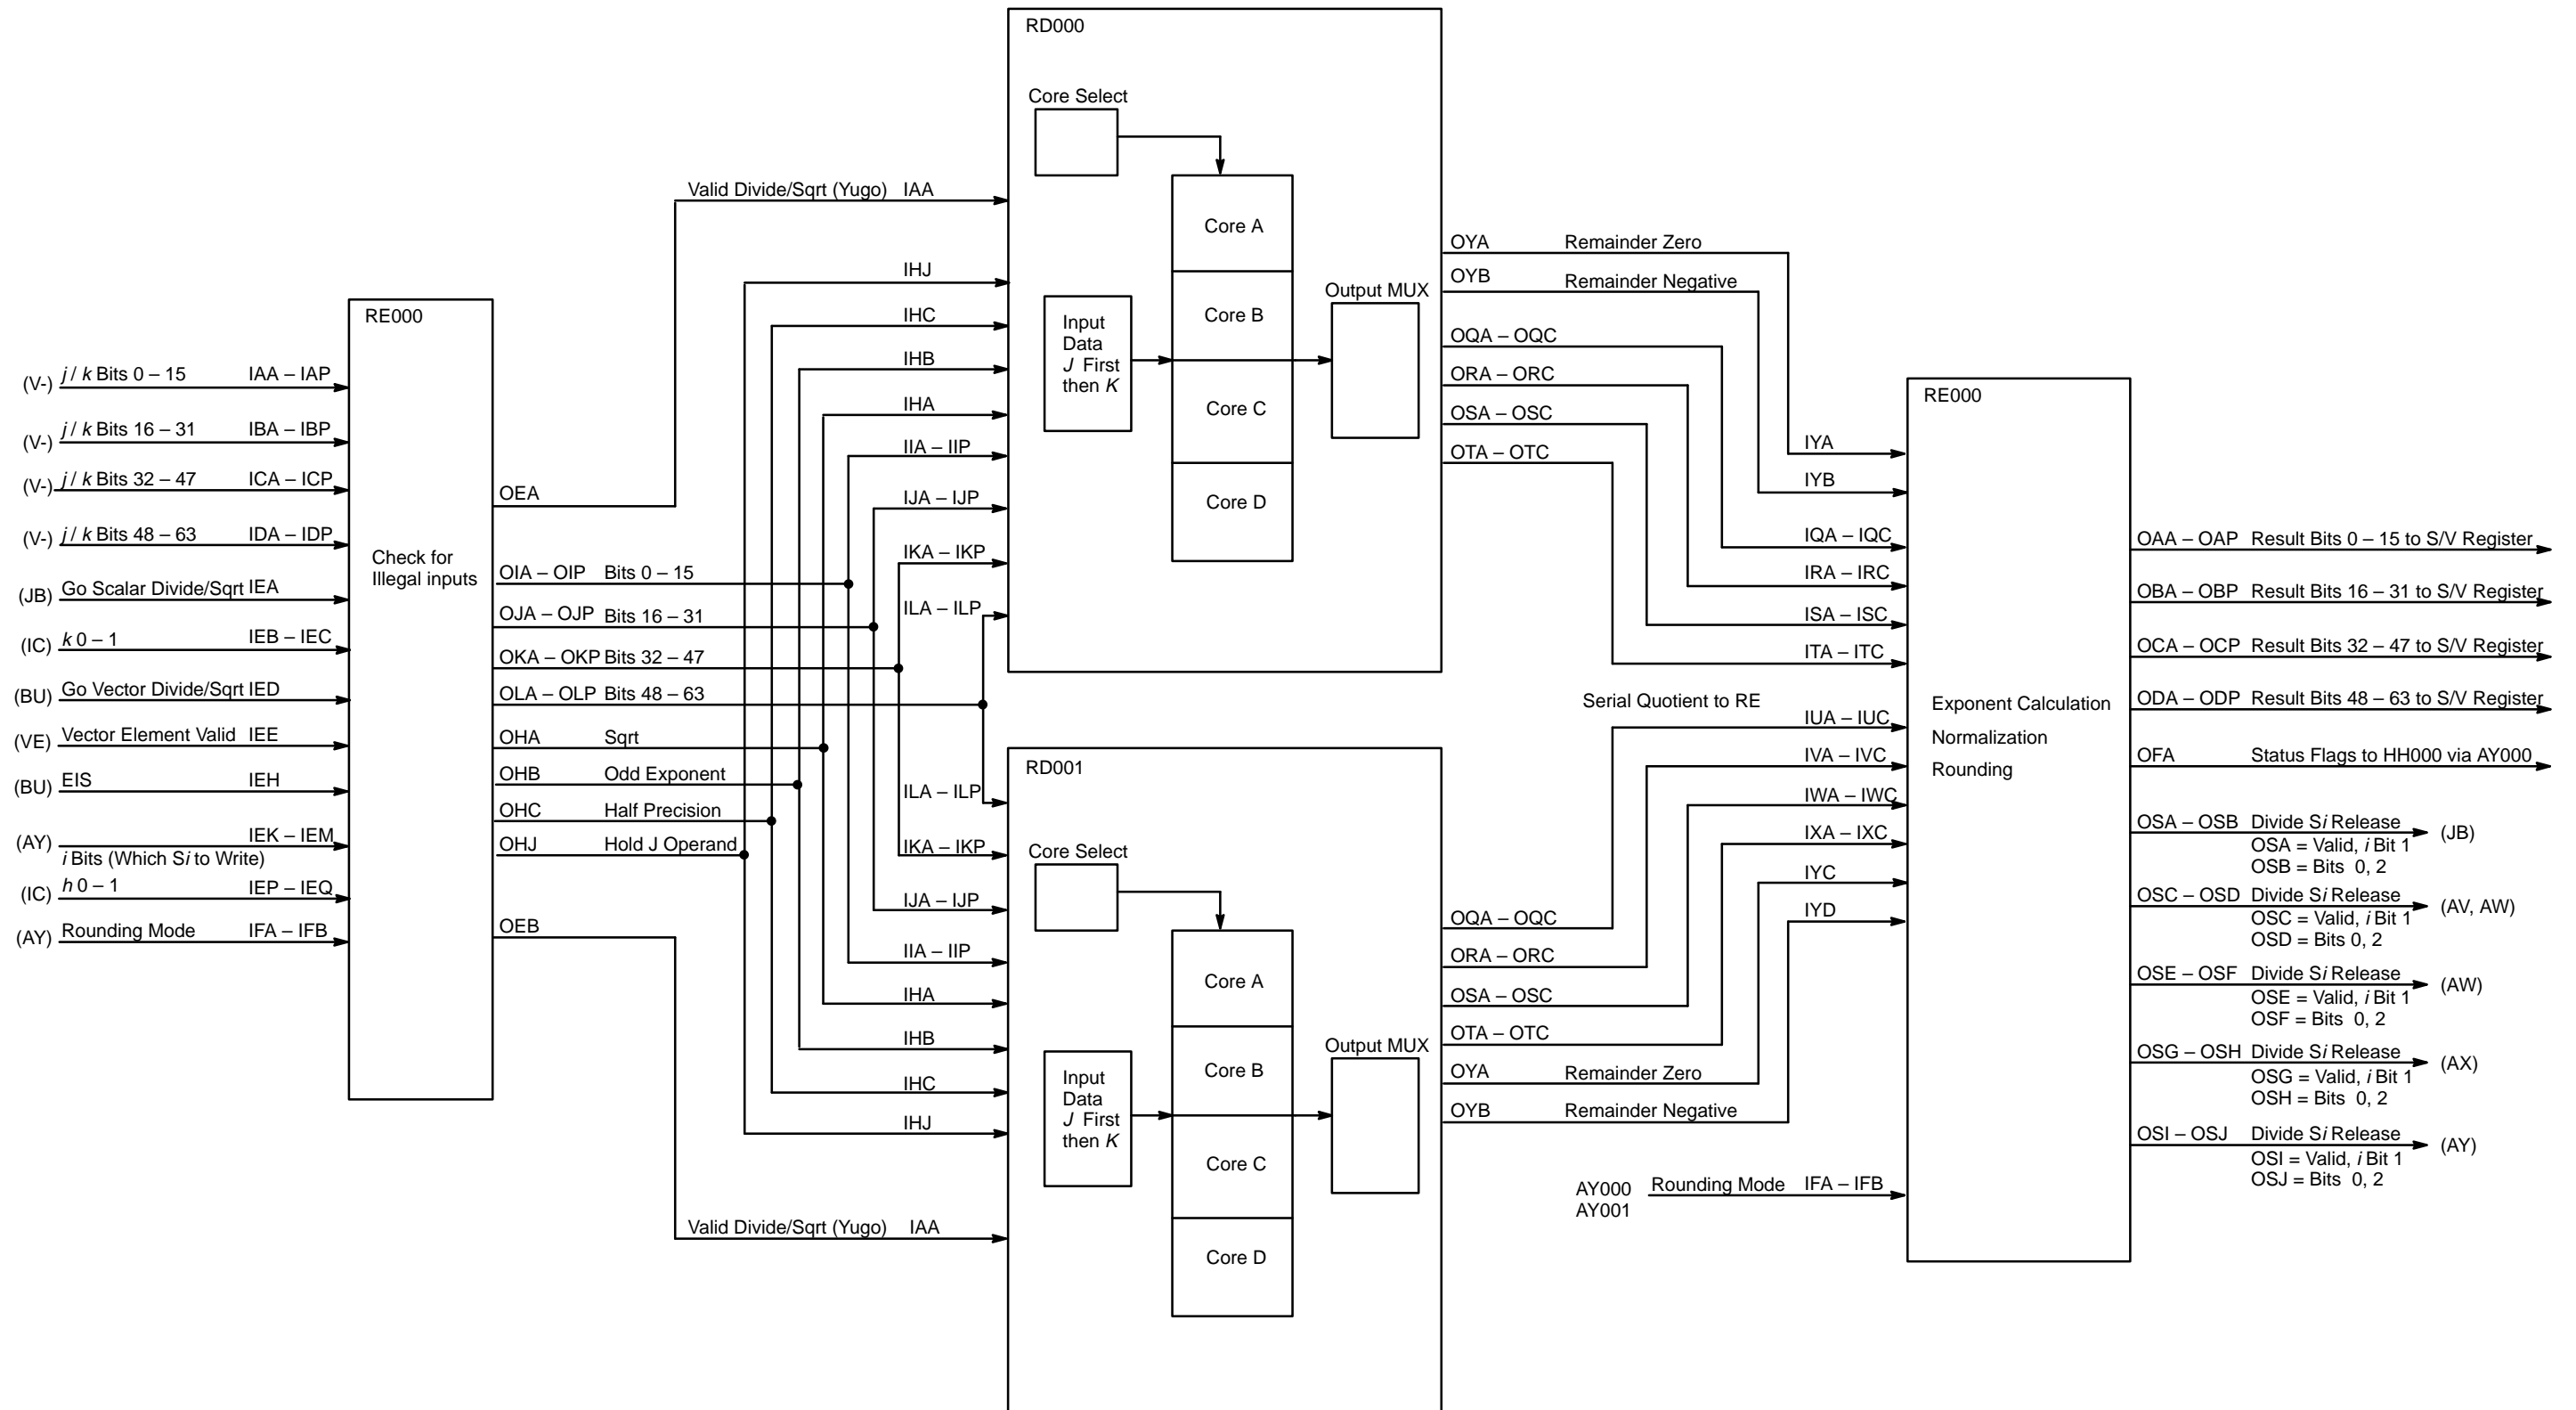 RD000
Core Select
Core A
Core B
Core C
Core D
Input
Data
J First
then K
Output MUX
RE000
Check for
Illegal inputs
(V-) j / k Bits 0 – 15 IAA – IAP
(V-) j / k Bits 16 – 31 IBA – IBP
(V-) j / k Bits 32 – 47 ICA – ICP
(V-) j / k Bits 48 – 63 IDA – IDP
(JB) Go Scalar Divide/Sqrt IEA
(IC) k 0 – 1 IEB – IEC
(BU) Go Vector Divide/Sqrt IED
(VE) Vector Element Valid IEE
(BU) EIS IEH
(AY) IEK – IEM
i Bits (Which Si to Write)
(IC) h 0 – 1 IEP – IEQ
(AY) Rounding Mode IFA – IFB
OEA
OIA – OIP Bits 0 – 15
OJA – OJP Bits 16 – 31
OKA – OKP Bits 32 – 47
OLA – OLP Bits 48 – 63
OHA Sqrt
OHB Odd Exponent
OHC Half Precision
OHJ Hold J Operand
OEB
Valid Divide/Sqrt (Yugo) IAA
IHJ
IHC
IHB
IHA
IIA – IIP
IJA – IJP
IKA – IKP
ILA – ILP
ILA – ILP
IKA – IKP
IJA – IJP
IIA – IIP
IHA
IHB
IHC
IHJ
Valid Divide/Sqrt (Yugo) IAA
RD001
Core Select
Core A
Core B
Core C
Core D
Input
Data
J First
then K
Output MUX
OYA Remainder Zero
OYB Remainder Negative
OQA – OQC
ORA – ORC
OSA – OSC
OTA – OTC
Serial Quotient to RE
OQA – OQC
ORA – ORC
OSA – OSC
OTA – OTC
OYA Remainder Zero
OYB Remainder Negative
IYA
IYB
IQA – IQC
IRA – IRC
ISA – ISC
ITA – ITC
IUA – IUC
IVA – IVC
IWA – IWC
IXA – IXC
IYC
IYD
AY000 Rounding Mode IFA – IFB
AY001
RE000
Exponent Calculation
Normalization
Rounding
OAA – OAP Result Bits 0 – 15 to S/V Register
OBA – OBP Result Bits 16 – 31 to S/V Register
OCA – OCP Result Bits 32 – 47 to S/V Register
ODA – ODP Result Bits 48 – 63 to S/V Register
OFA Status Flags to HH000 via AY000
OSA – OSB Divide Si Release (JB)
OSA = Valid, i Bit 1
OSB = Bits 0, 2
OSC – OSD Divide Si Release (AV, AW)
OSC = Valid, i Bit 1
OSD = Bits 0, 2
OSE – OSF Divide Si Release (AW)
OSE = Valid, i Bit 1
OSF = Bits 0, 2
OSG – OSH Divide Si Release (AX)
OSG = Valid, i Bit 1
OSH = Bits 0, 2
OSI – OSJ Divide Si Release (AY)
OSI = Valid, i Bit 1
OSJ = Bits 0, 2